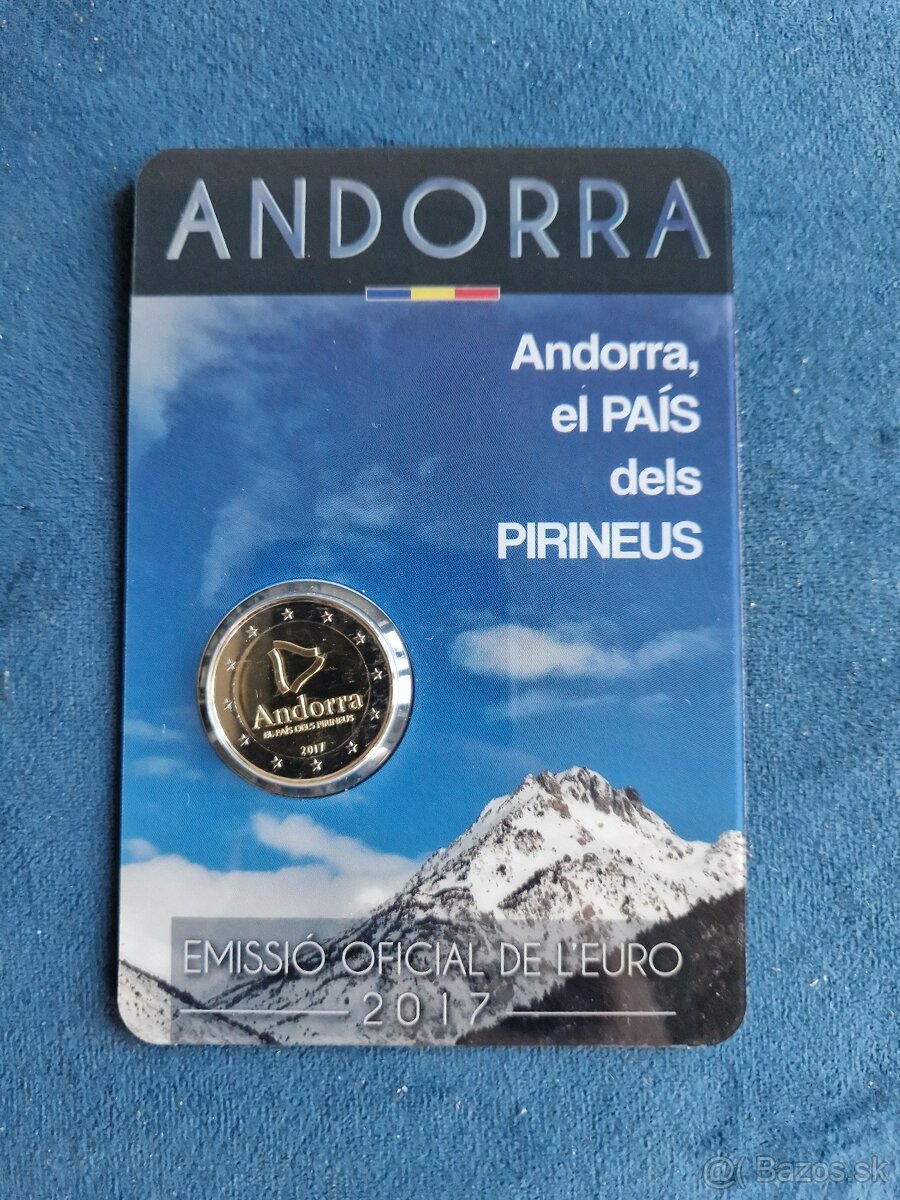 ANDORRA
Andorra,
el PAÍS
dels
PIRINEUS
Andorra
EL PAÍS DELS PIRINEUS
2017
EMISSIÓ OFICIAL DE L'EURO
2017
@( Bazos.sk